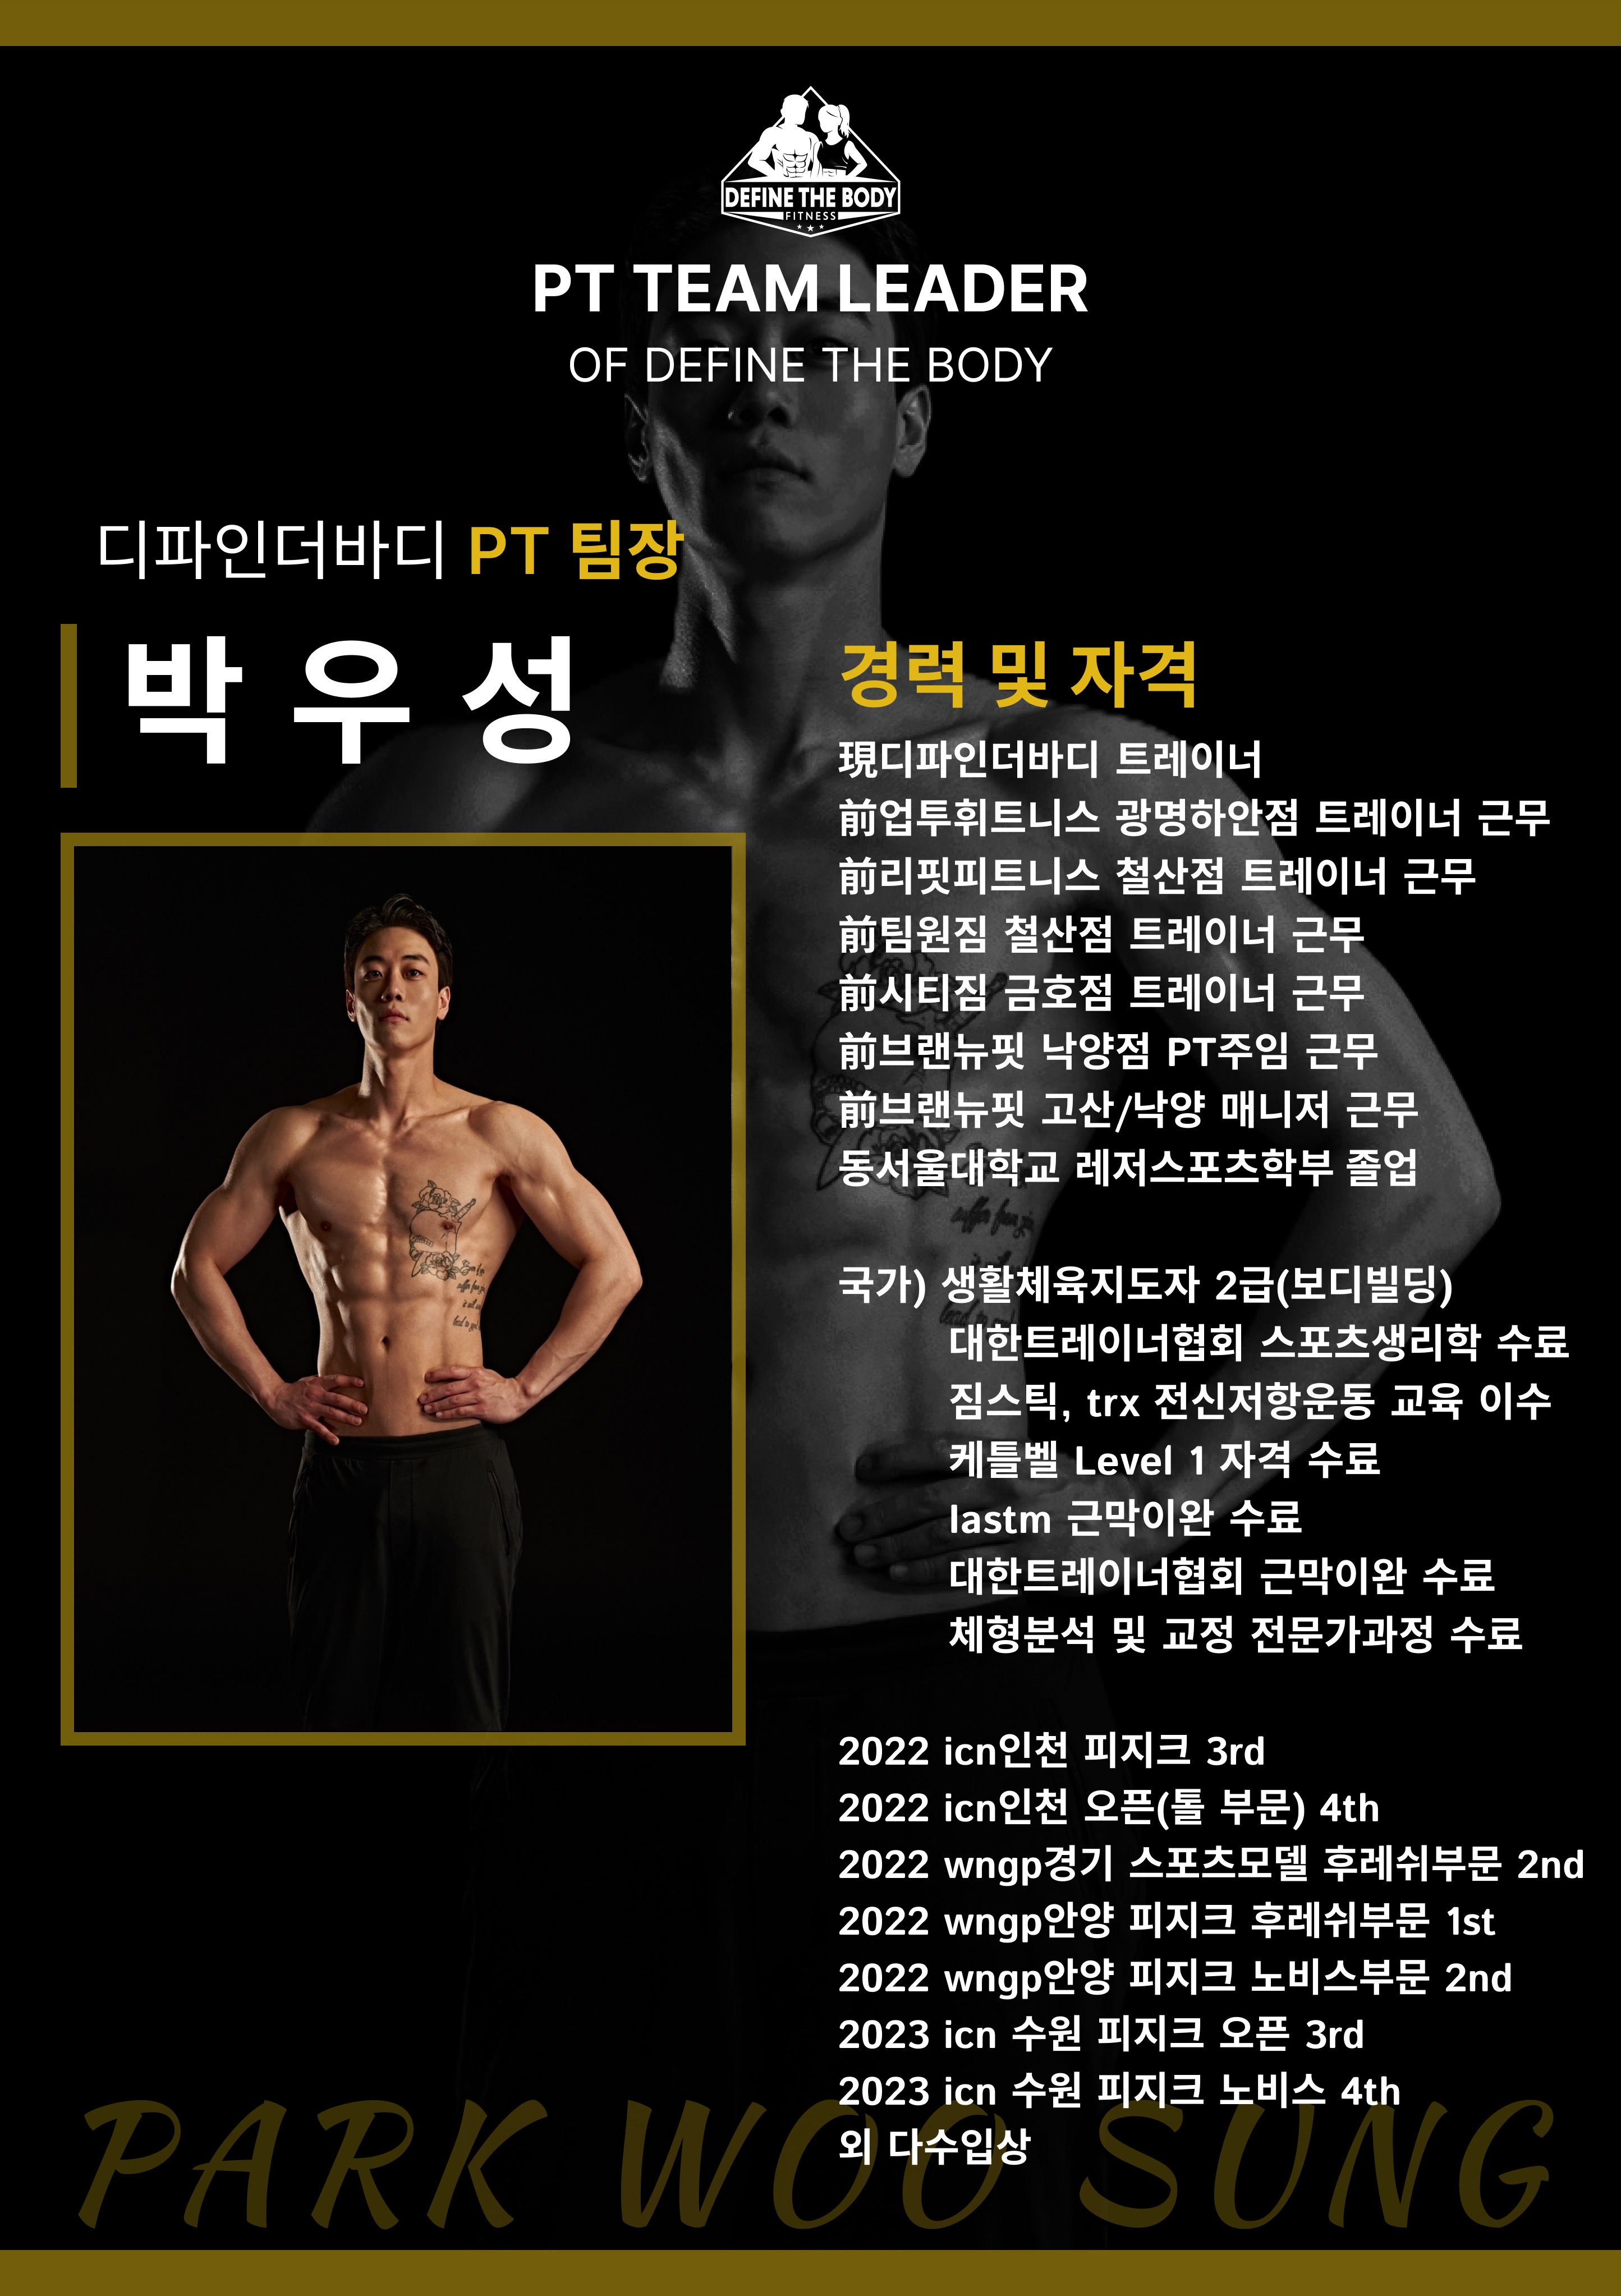 DEFINE THE BODY
FITNESS
PT TEAM LEADER
OF DEFINE THE BODY
디파인더바디 PT 팀장
박우성
경력 및 자격
現디파인더바디 트레이너
前업투휘트니스 광명하안점 트레이너 근무
前리핏피트니스 철산점 트레이너 근무
前팀원짐 철산점 트레이너 근무
前시티짐 금호점 트레이너 근무
前브랜뉴핏 낙양점 PT주임 근무
前브랜뉴핏 고산/낙양 매니저 근무
동서울대학교 레저스포츠학부 졸업
국가) 생활체육지도자 2급(보디빌딩)
대한트레이너협회 스포츠생리학 수료
짐스틱, trx 전신저항운동 교육 이수
케틀벨 Level 1 자격 수료
lastm 근막이완 수료
대한트레이너협회 근막이완 수료
체형분석 및 교정 전문가과정 수료
2022 icn인천 피지크 3rd
2022 icn인천 오픈(톨 부문) 4th
2022 wngp경기 스포츠모델 후레쉬부문 2nd
2022 wngp안양 피지크 후레쉬부문 1st
2022 wngp안양 피지크 노비스부문 2nd
2023 icn 수원 피지크 오픈 3rd
2023 icn 수원 피지크 노비스 4th
외 다수입상
PARK WOO SUNG